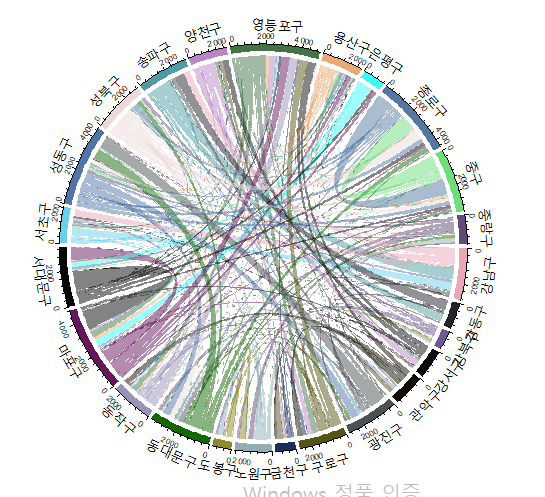 영등포구
용산구
은평구
종로구
중구
중랑구
강남구
강동구
강북구
강서구
관악구
광진구
구로구
금천구
노원구
도봉구
동대문구
동작구
마포구
서대문구
서초구
성동구
성북구
송파구
양천구
0
2000
4000
Windows 정품 인증